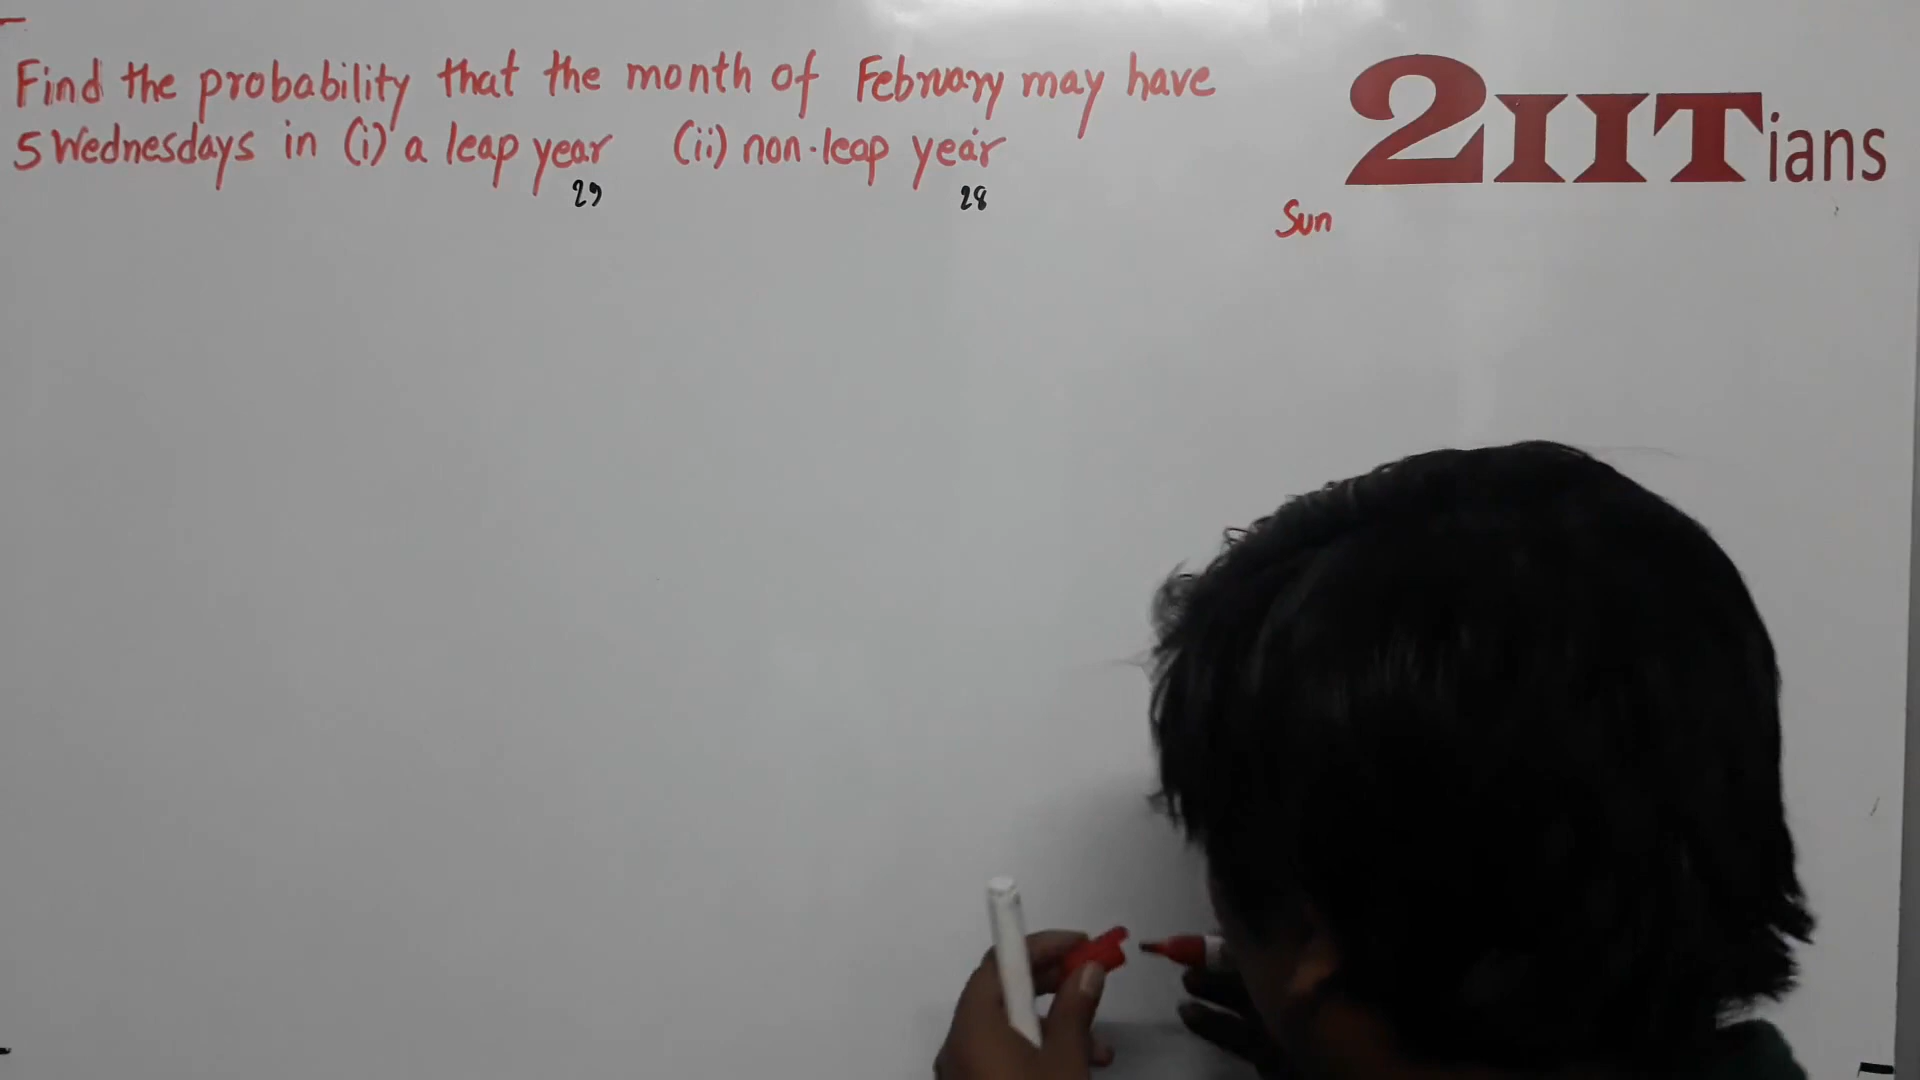 Find the probability that the month of February may have
5 Wednesdays in (i) a leap year (ii) non-leap year
29 28
2IITians
Sun